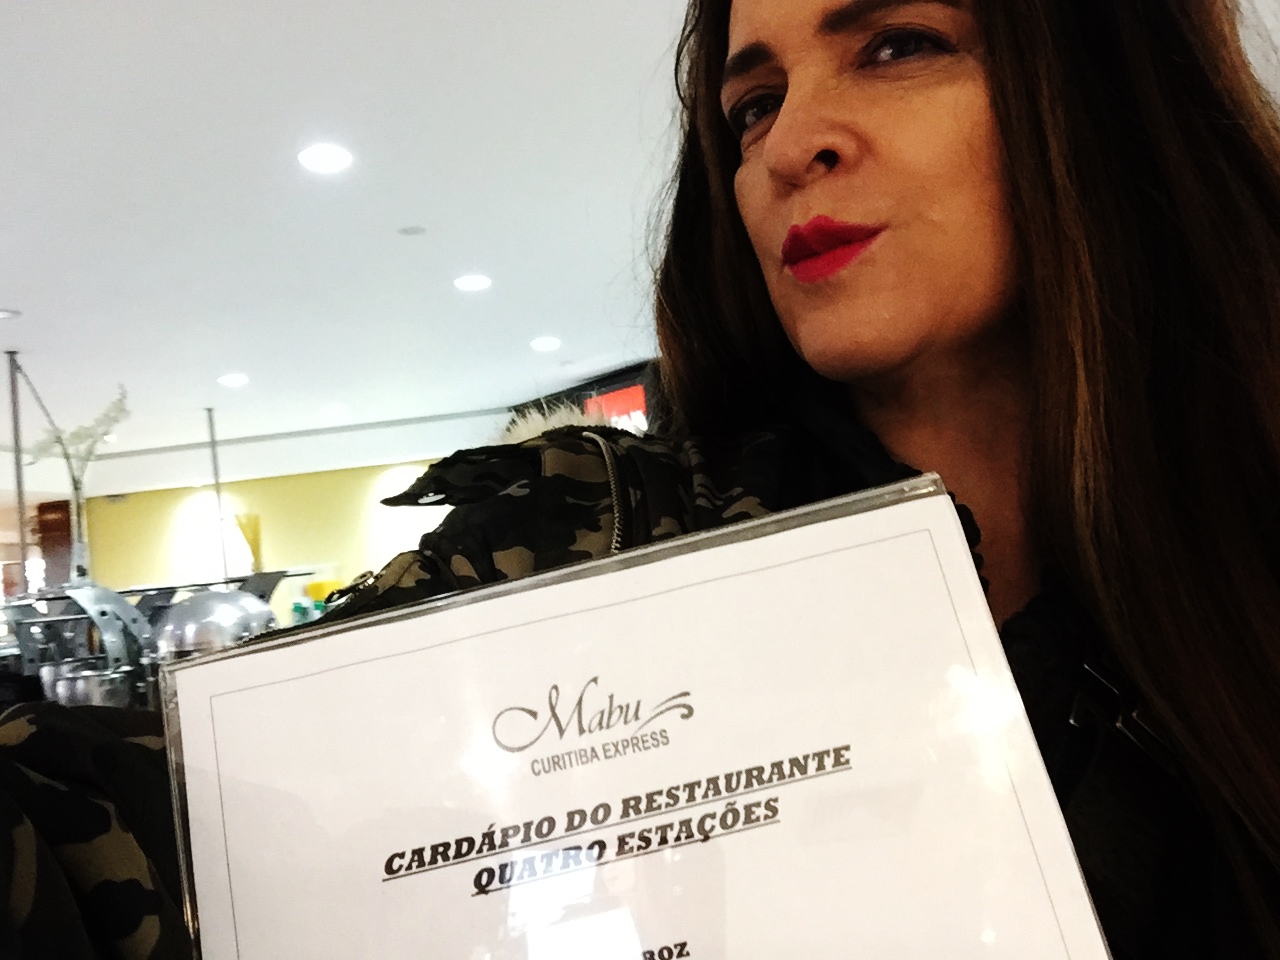 Mabu
CURITIBA EXPRESS
CARDÁPIO DO RESTAURANTE
QUATRO ESTAÇÕES